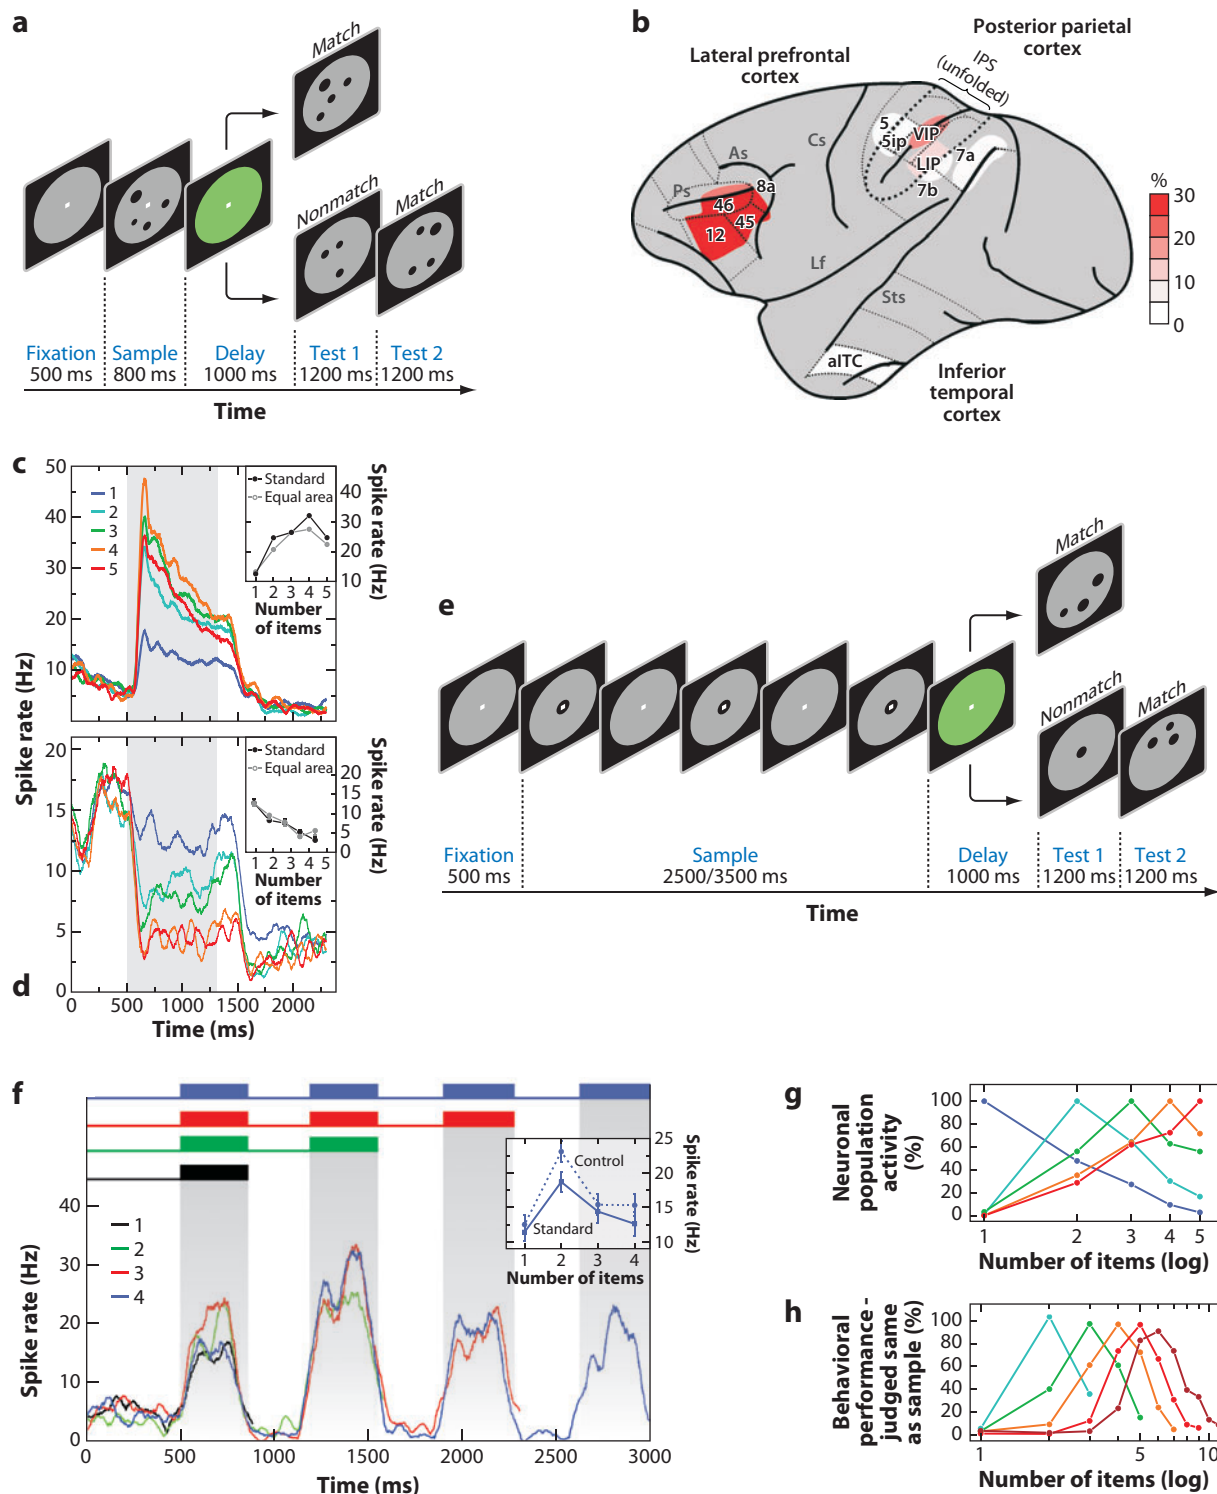 a
Match
Nonmatch
Match
Fixation
500 ms
Sample
800 ms
Delay
1000 ms
Test 1
1200 ms
Test 2
1200 ms
Time
b
Lateral prefrontal
cortex
Posterior parietal
cortex
IPS
(unfolded)
Cs
As
Ps
8a
46
45
12
5
5ip
VIP
LIP
7a
7b
Lf
Sts
aITC
Inferior
temporal
cortex
%
30
20
10
0
c
50
40
30
20
10
1
2
3
4
5
Standard
Equal area
40
30
20
10
Spike rate (Hz)
1 2 3 4 5
Number
of items
Spike rate (Hz)
d
20
15
10
5
0
Standard
Equal area
20
15
10
5
0
Spike rate (Hz)
1 2 3 4 5
Number
of items
0 500 1000 1500 2000
Time (ms)
e
Match
Nonmatch
Match
Fixation
500 ms
Sample
2500/3500 ms
Delay
1000 ms
Test 1
1200 ms
Test 2
1200 ms
Time
f
40
30
20
10
0
Spike rate (Hz)
1
2
3
4
Control
Standard
25
20
15
10
Spike rate (Hz)
1 2 3 4
Number of items
0 500 1000 1500 2000 2500 3000
Time (ms)
g
Neuronal
population
activity
(%)
100
80
60
40
20
0
1 2 3 4 5
Number of items (log)
h
Behavioral
performance -
judged same
as sample (%)
100
80
60
40
20
0
1 5 10
Number of items (log)